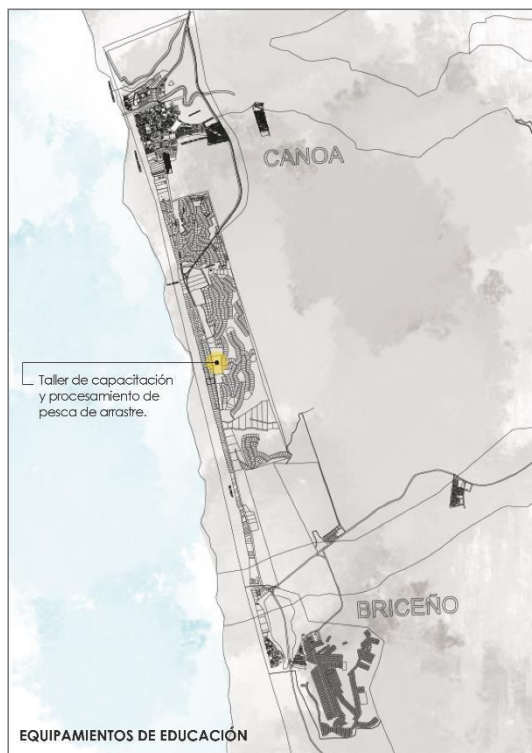 CANOA
Taller de capacitación
y procesamiento de
pesca de arrastre.
BRICEÑO
EQUIPAMIENTOS DE EDUCACIÓN